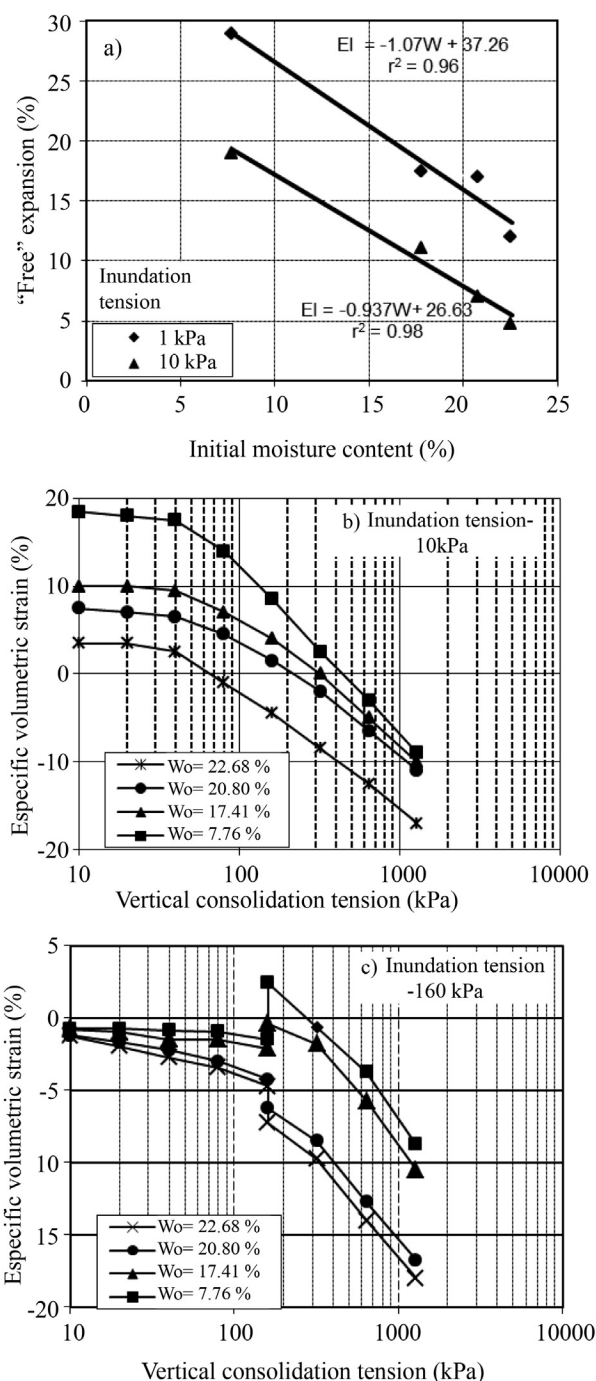 30
25
20
15
10
5
0
"Free" expansion (%)
a)
EI = -1.07W + 37.26
r² = 0.96
Inundation
tension
1 kPa
10 kPa
EI = -0.937W + 26.63
r² = 0.98
0 5 10 15 20 25
Initial moisture content (%)
20
10
0
-10
-20
Especific volumetric strain (%)
b) Inundation tension-
10kPa
Wo= 22.68 %
Wo= 20.80 %
Wo= 17.41 %
Wo= 7.76 %
10 100 1000 10000
Vertical consolidation tension (kPa)
5
0
-5
10
15
-20
Especific volumetric strain (%)
c) Inundation tension
-160 kPa
Wo= 22.68 %
Wo= 20.80 %
Wo= 17.41 %
Wo= 7.76 %
10 100 1000 10000
Vertical consolidation tension (kPa)